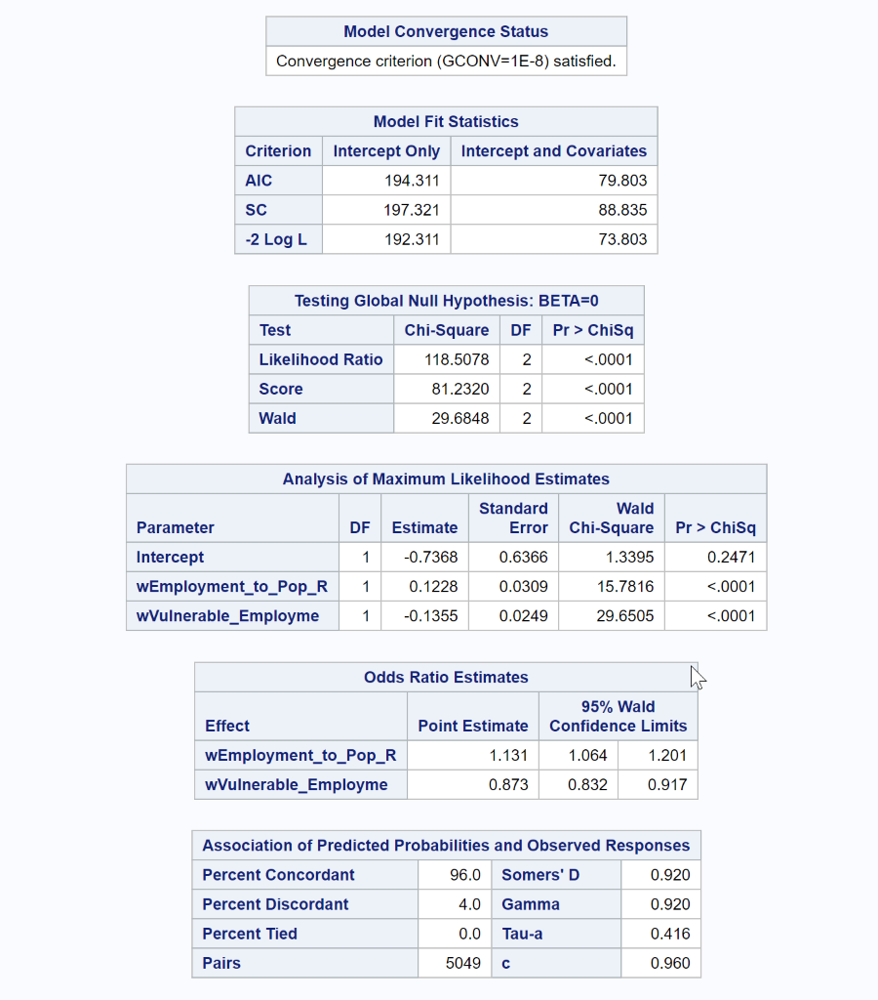 Model Convergence Status
Convergence criterion (GCONV=1E-8) satisfied.
Model Fit Statistics
Criterion Intercept Only Intercept and Covariates
AIC 194.311 79.803
SC 197.321 88.835
-2 Log L 192.311 73.803
Testing Global Null Hypothesis: BETA=0
Test Chi-Square DF Pr > ChiSq
Likelihood Ratio 118.5078 2 <.0001
Score 81.2320 2 <.0001
Wald 29.6848 2 <.0001
Analysis of Maximum Likelihood Estimates
Standard Wald
Parameter DF Estimate Error Chi-Square Pr > ChiSq
Intercept 1 -0.7368 0.6366 1.3395 0.2471
wEmployment_to_Pop_R 1 0.1228 0.0309 15.7816 <.0001
wVulnerable_Employme 1 -0.1355 0.0249 29.6505 <.0001
Odds Ratio Estimates
95% Wald
Effect Point Estimate Confidence Limits
wEmployment_to_Pop_R 1.131 1.064 1.201
wVulnerable_Employme 0.873 0.832 0.917
Association of Predicted Probabilities and Observed Responses
Percent Concordant 96.0 Somers' D 0.920
Percent Discordant 4.0 Gamma 0.920
Percent Tied 0.0 Tau-a 0.416
Pairs 5049 c 0.960